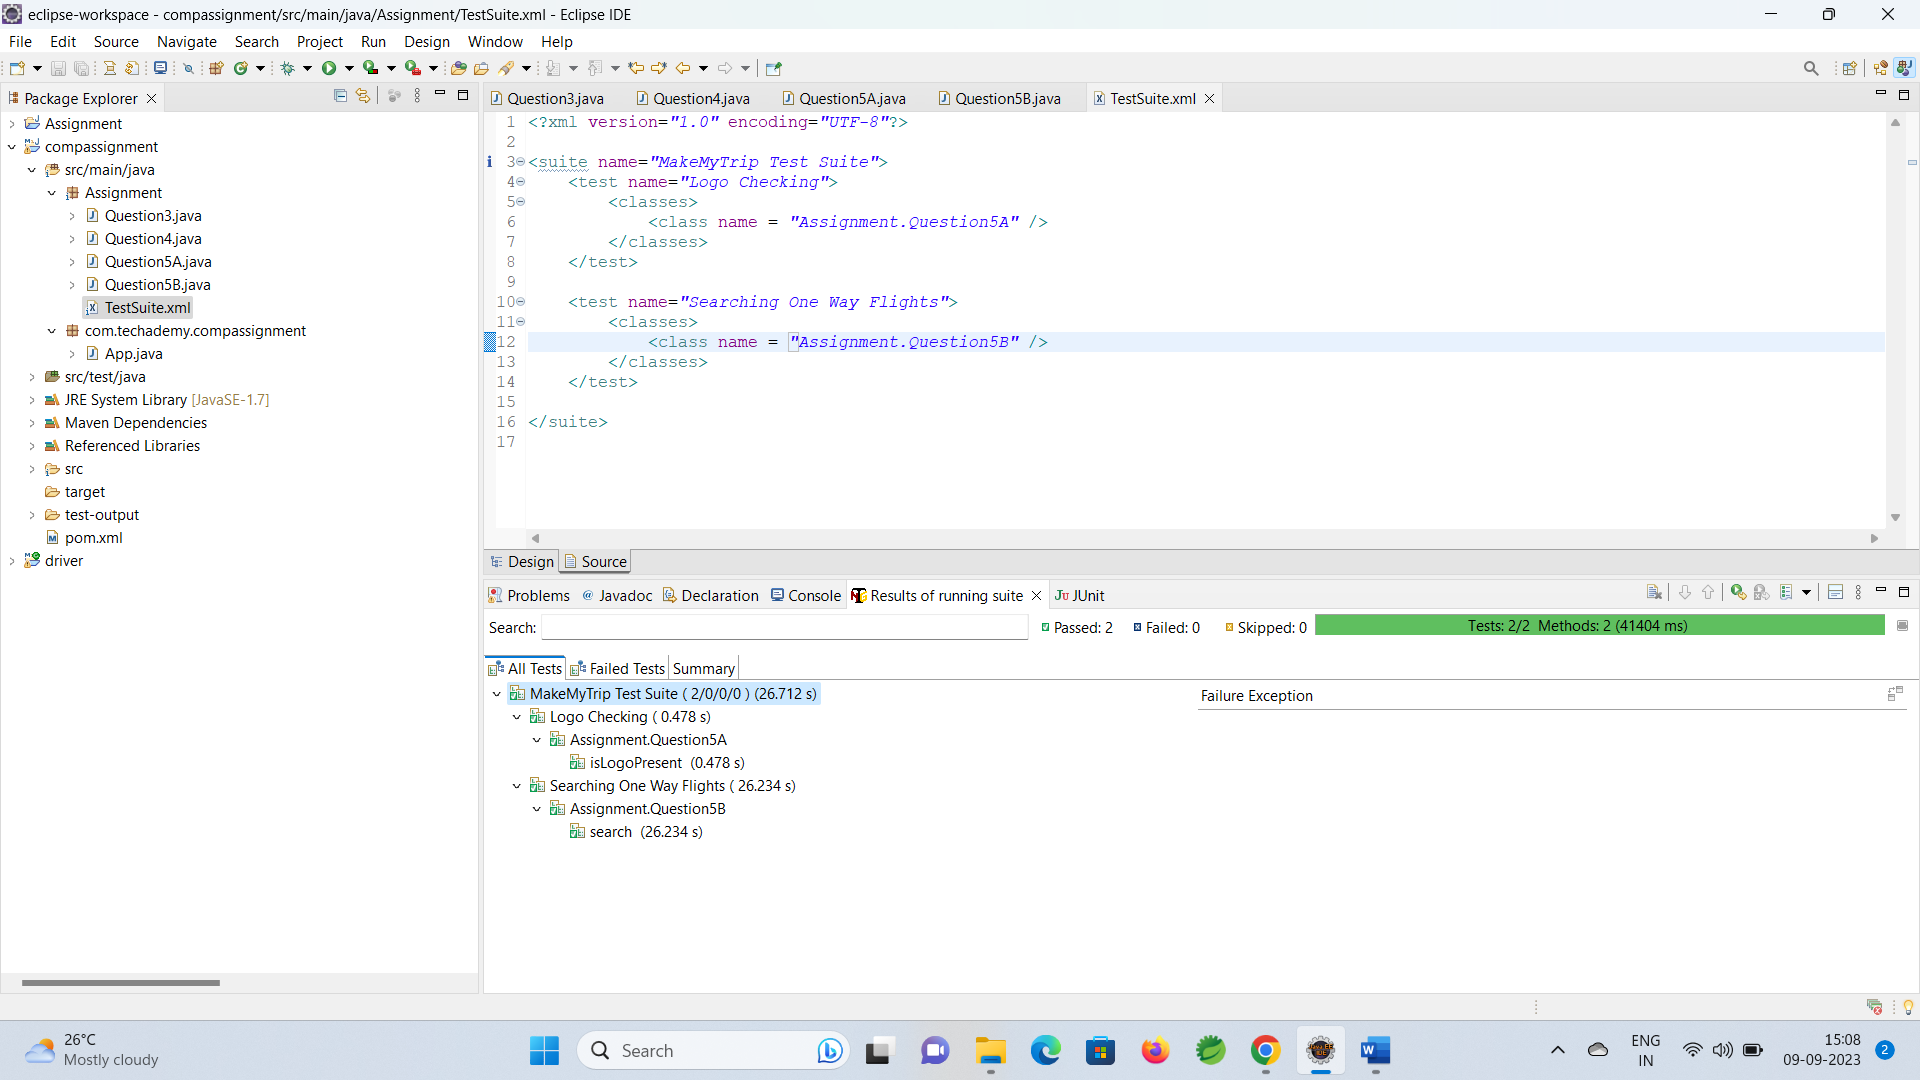 eclipse-workspace - compassignment/src/main/java/Assignment/TestSuite.xml - Eclipse IDE
File Edit Source Navigate Search Project Run Design Window Help
Package Explorer
Assignment
compassignment
src/main/java
Assignment
Question3.java
Question4.java
Question5A.java
Question5B.java
TestSuite.xml
com.techademy.compassignment
App.java
src/test/java
JRE System Library [JavaSE-1.7]
Maven Dependencies
Referenced Libraries
src
target
test-output
pom.xml
driver
Question3.java Question4.java Question5A.java Question5B.java TestSuite.xml
1 <?xml version="1.0" encoding="UTF-8"?>
2
3 <suite name="MakeMyTrip Test Suite">
4 <test name="Logo Checking">
5 <classes>
6 <class name = "Assignment.Question5A" />
7 </classes>
8 </test>
9
10 <test name="Searching One Way Flights">
11 <classes>
12 <class name = "Assignment.Question5B" />
13 </classes>
14 </test>
15
16 </suite>
17
Design Source
Problems Javadoc Declaration Console Results of running suite JUnit
Search: Passed: 2 Failed: 0 Skipped: 0 Tests: 2/2 Methods: 2 (41404 ms)
All Tests Failed Tests Summary
MakeMyTrip Test Suite ( 2/0/0/0 ) (26.712 s)
Logo Checking ( 0.478 s)
Assignment.Question5A
isLogoPresent (0.478 s)
Searching One Way Flights ( 26.234 s)
Assignment.Question5B
search (26.234 s)
Failure Exception
26°C
Mostly cloudy
Search
ENG
IN
15:08
09-09-2023
2